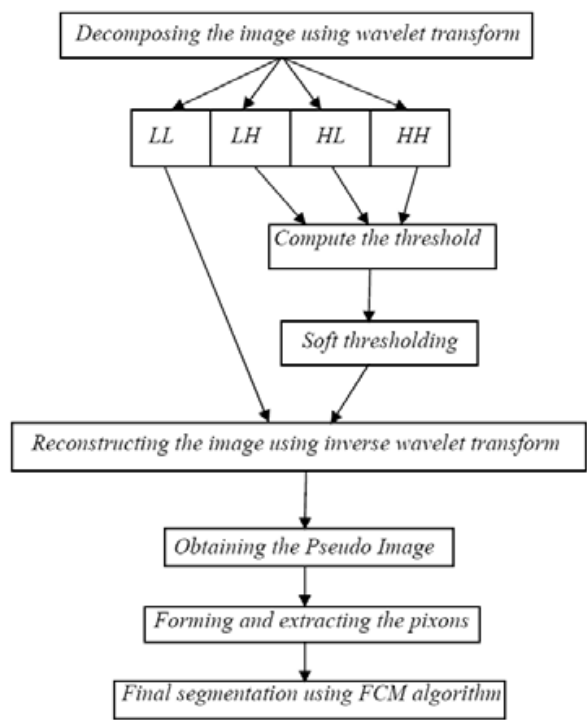 Decomposing the image using wavelet transform
LL LH HL HH
Compute the threshold
Soft thresholding
Reconstructing the image using inverse wavelet transform
Obtaining the Pseudo Image
Forming and extracting the pixons
Final segmentation using FCM algorithm